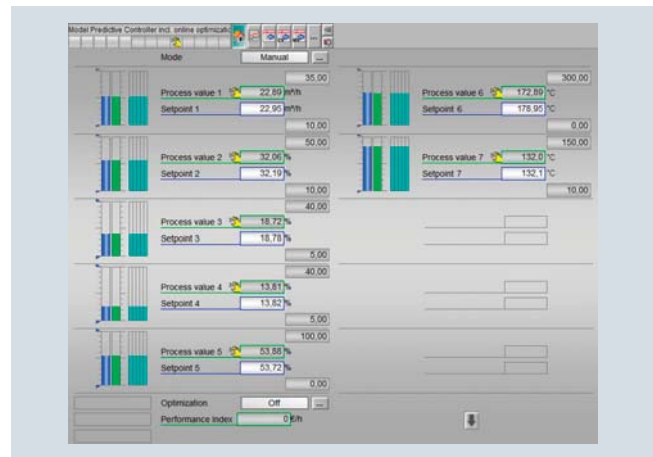 Model Predictive Controller incl. online optimizatic
Mode Manual ...
35,00
Process value 1 22,89 m³/h
Setpoint 1 22,95 m³/h
10,00
50,00
Process value 2 32,06 %
Setpoint 2 32,19 %
10,00
40,00
Process value 3 18,72 %
Setpoint 3 18,78 %
5,00
40,00
Process value 4 13,81 %
Setpoint 4 13,82 %
5,00
100,00
Process value 5 53,88 %
Setpoint 5 53,72 %
0,00
Optimization Off ...
Performance Index 0 €/h
300,00
Process value 6 172,89 °C
Setpoint 6 178,95 °C
0,00
150,00
Process value 7 132,0 °C
Setpoint 7 132,1 °C
10,00